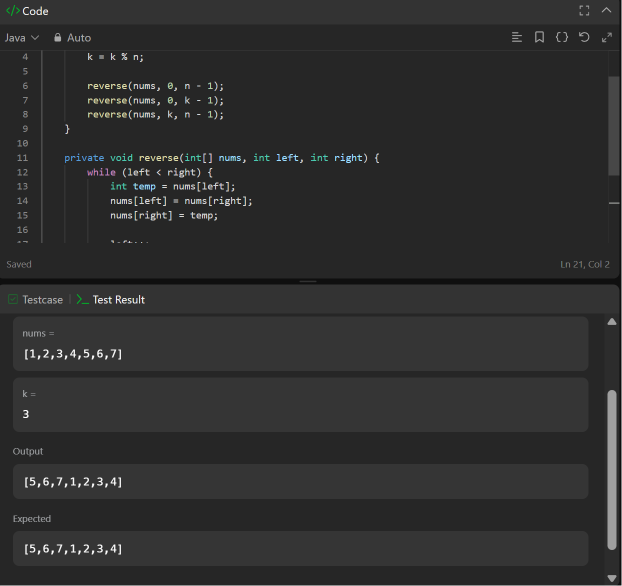 </> Code
Java Auto
4 k = k % n;
5
6 reverse(nums, 0, n - 1);
7 reverse(nums, 0, k - 1);
8 reverse(nums, k, n - 1);
9 }
10
11 private void reverse(int[] nums, int left, int right) {
12 while (left < right) {
13 int temp = nums[left];
14 nums[left] = nums[right];
15 nums[right] = temp;
16
Saved Ln 21, Col 2
Testcase | >_ Test Result
nums =
[1,2,3,4,5,6,7]
k =
3
Output
[5,6,7,1,2,3,4]
Expected
[5,6,7,1,2,3,4]